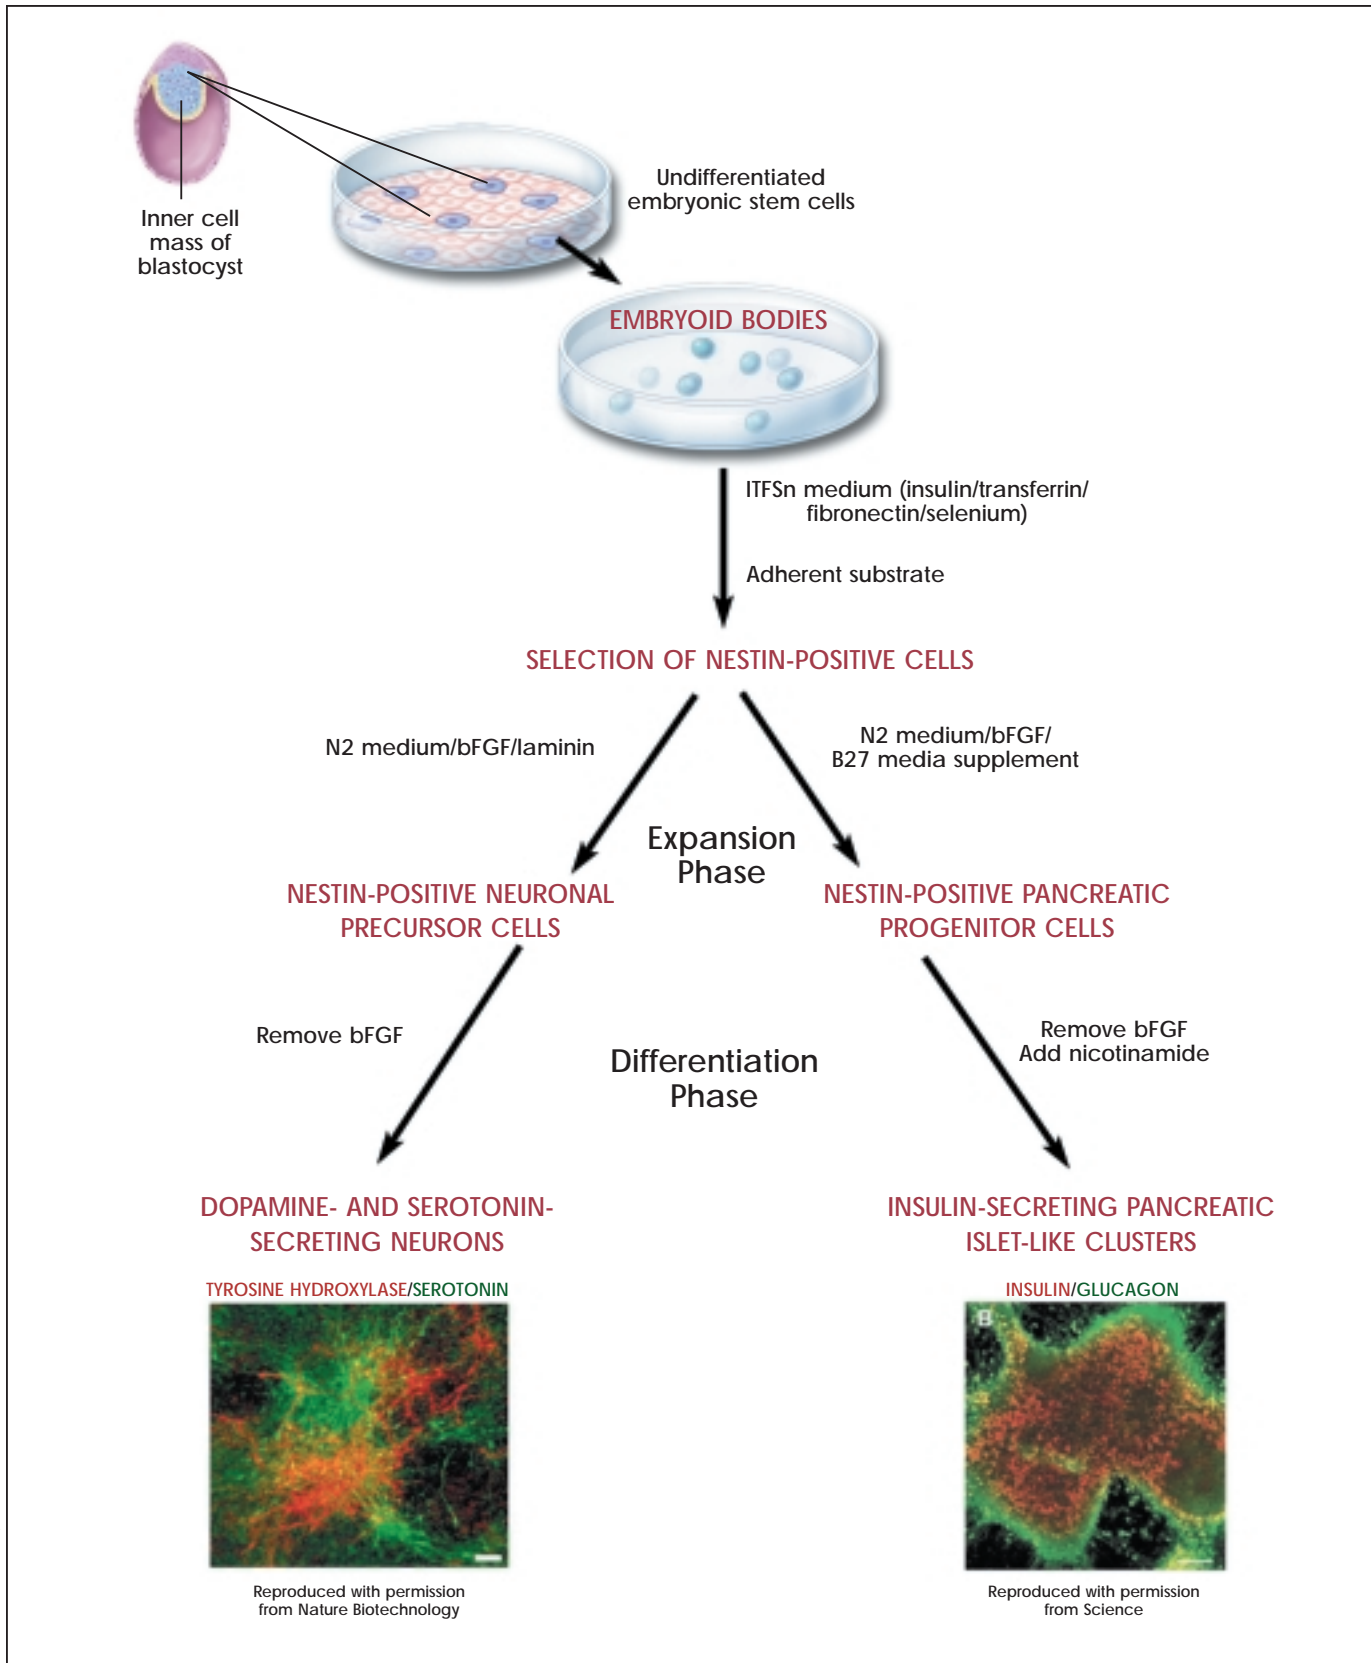 Inner cell
mass of
blastocyst
Undifferentiated
embryonic stem cells
EMBRYOID BODIES
ITFSn medium (insulin/transferrin/
fibronectin/selenium)
Adherent substrate
SELECTION OF NESTIN-POSITIVE CELLS
N2 medium/bFGF/laminin
N2 medium/bFGF/
B27 media supplement
Expansion
Phase
NESTIN-POSITIVE NEURONAL
PRECURSOR CELLS
NESTIN-POSITIVE PANCREATIC
PROGENITOR CELLS
Remove bFGF
Remove bFGF
Add nicotinamide
Differentiation
Phase
DOPAMINE- AND SEROTONIN-
SECRETING NEURONS
INSULIN-SECRETING PANCREATIC
ISLET-LIKE CLUSTERS
TYROSINE HYDROXYLASE/SEROTONIN
INSULIN/GLUCAGON
B
Reproduced with permission
from Nature Biotechnology
Reproduced with permission
from Science